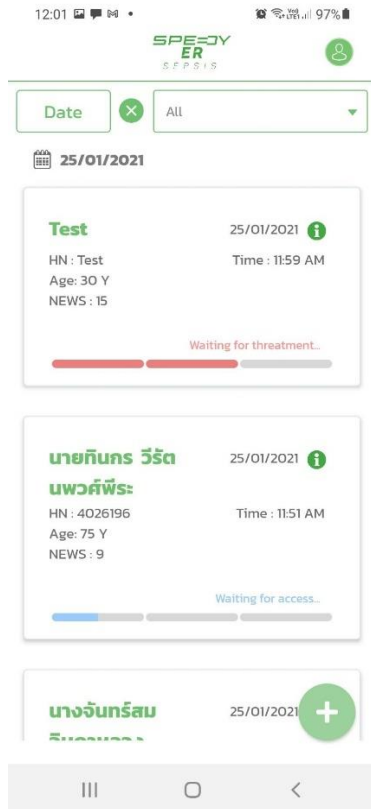 12:01 97%
SPEEDY
ER
SEPSIS
Date All
25/01/2021
Test 25/01/2021
HN : Test Time : 11:59 AM
Age: 30 Y
NEWS : 15
Waiting for threatment..
นายทินกร วีรัต 25/01/2021
นพวศ์พีระ
HN : 4026196 Time : 11:51 AM
Age: 75 Y
NEWS : 9
Waiting for access..
นางจันทร์สม 25/01/2021